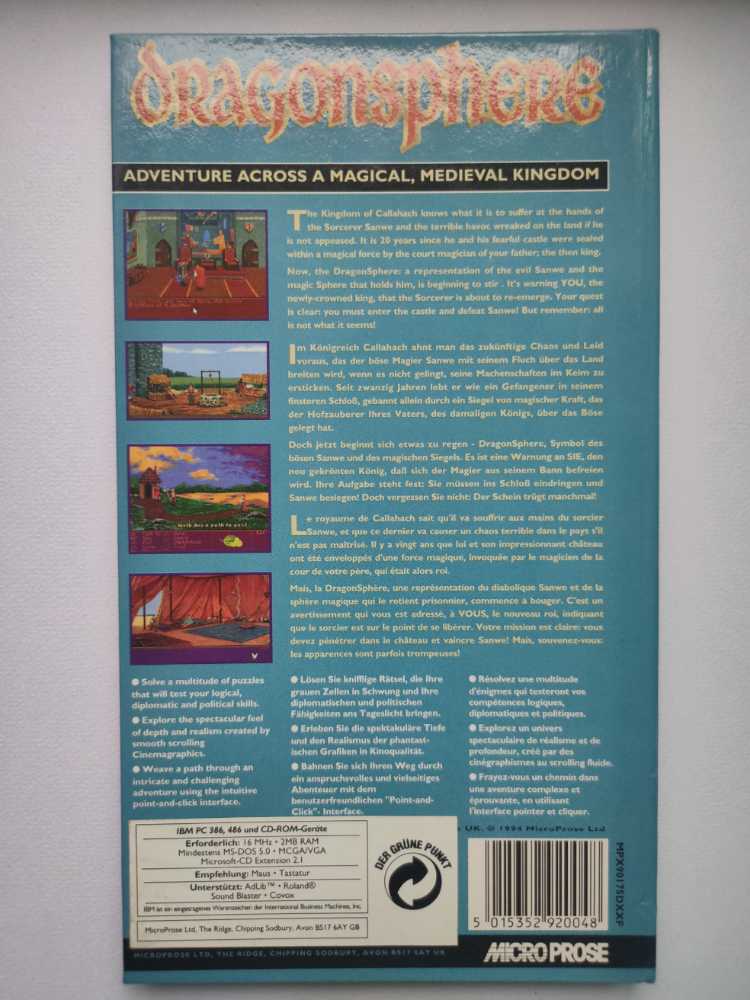 DRAGONSPHERE
ADVENTURE ACROSS A MAGICAL, MEDIEVAL KINGDOM
The Kingdom of Callahach knows what it is to suffer at the hands of
the Sorcerer Sanwe and the terrible havoc wreaked on the land if he
is not appeased. It is 20 years since he and his fearful castle were sealed
within a magical force by the court magician of your father; the then king.
Now, the DragonSphere: a representation of the evil Sanwe and the
magic Sphere that holds him, is beginning to stir . It's warning YOU, the
newly-crowned king, that the Sorcerer is about to re-emerge. Your quest
is clear: you must enter the castle and defeat Sanwe! But remember: all
is not what it seems!
Im Königreich Callahach ahnt man das zukünftige Chaos und Leid
voraus, das der böse Magier Sanwe mit seinem Fluch über das Land
breiten wird, wenn es nicht gelingt, seine Machenschaften im Keim zu
ersticken. Seit zwanzig Jahren lebt er wie ein Gefangener in seinem
finsteren Schloß, gebannt allein durch ein Siegel von magischer Kraft, das
der Hofzauberer Ihres Vaters, des damaligen Königs, über das Böse
gelegt hat.
Doch jetzt beginnt sich etwas zu regen - DragonSphere, Symbol des
bösen Sanwe und des magischen Siegels. Es ist eine Warnung an SIE, den
neu gekrönten König, daß sich der Magier aus seinem Bann befreien
wird. Ihre Aufgabe steht fest: Sie müssen ins Schloß eindringen und
Sanwe besiegen! Doch vergessen Sie nicht: Der Schein trügt manchmal!
Le royaume de Callahach sait qu'il va souffrir aux mains du sorcier
Sanwe, et que ce dernier va causer un chaos terrible dans le pays s'il
n'est pas maîtrisé. Il y a vingt ans que lui et son impressionnant château
ont été enveloppés d'une force magique, invoquée par le magicien de la
cour de votre père, qui était alors roi.
Mais, la DragonSphère, une représentation du diabolique Sanwe et de la
sphère magique qui le retient prisonnier, commence à bouger. C'est un
avertissement qui vous est adressé, à VOUS, le nouveau roi, indiquant
que le sorcier est sur le point de se libérer. Votre mission est claire: vous
devez pénétrer dans le château et vaincre Sanwe! Mais, souvenez-vous:
les apparences sont parfois trompeuses!
● Solve a multitude of puzzles
that will test your logical,
diplomatic and political skills.
● Explore the spectacular feel
of depth and realism created by
smooth scrolling
Cinemagraphics.
● Weave a path through an
intricate and challenging
adventure using the intuitive
point-and-click interface.
● Lösen Sie knifflige Rätsel, die Ihre
grauen Zellen in Schwung und Ihre
diplomatischen und politischen
Fähigkeiten ans Tageslicht bringen.
● Erleben Sie die spektakuläre Tiefe
und den Realismus der phantast-
ischen Grafiken in Kinoqualität.
● Bahnen Sie sich Ihren Weg durch
ein anspruchsvolles und vielseitiges
Abenteuer mit dem
benutzerfreundlichen "Point-and-
Click"- Interface.
● Résolvez une multitude
d'énigmes qui testeront vos
compétences logiques,
diplomatiques et politiques.
● Explorez un univers
spectaculaire de réalisme et de
profondeur, créé par des
cinégraphismes au scrolling fluide.
● Frayez-vous un chemin dans
une aventure complexe et
éprouvante, en utilisant
l'interface pointer et cliquer.
UK. © 1994 MicroProse Ltd
IBM PC 386, 486 und CD-ROM-Geräte
Erforderlich: 16 MHz • 2MB RAM
Mindestens MS-DOS 5.0 • MCGA/VGA
Microsoft-CD Extension 2.1
Empfehlung: Maus • Tastatur
Unterstützt: AdLib™ • Roland®
Sound Blaster • Covox
IBM ist ein eingetragenes Warenzeichen der International Business Machines, Inc.
MicroProse Ltd, The Ridge, Chipping Sodbury, Avon BS17 6AY GB
DER GRÜNE PUNKT
5 015352 920048
MPX90175DXXF
MICROPROSE LTD, THE RIDGE, CHIPPING SODBURY, AVON BS17 6AY UK
MICROPROSE